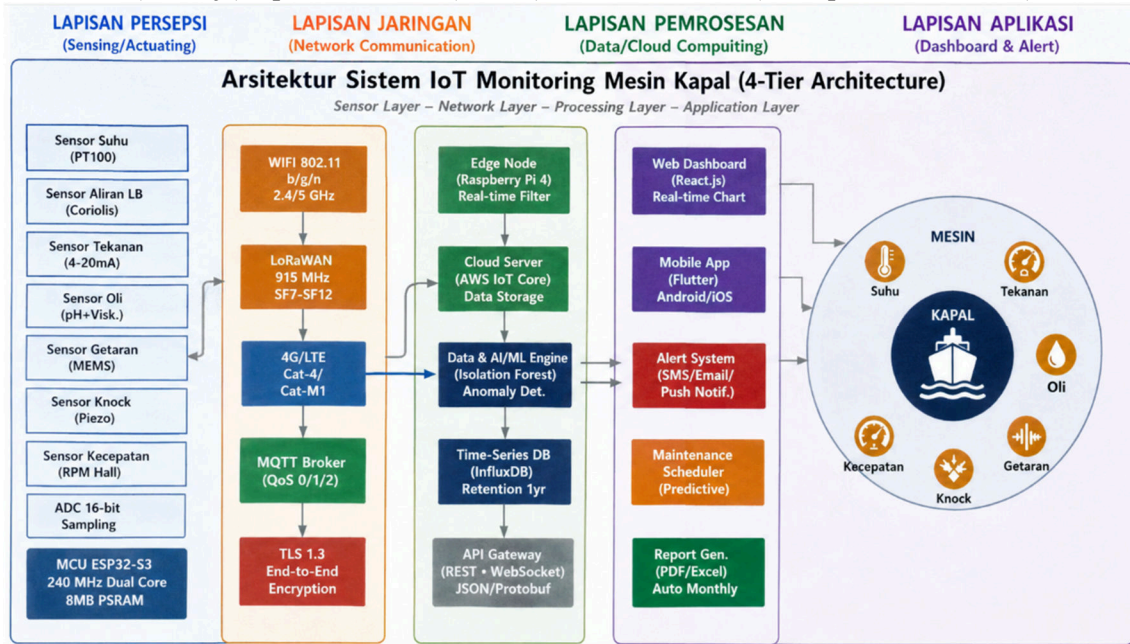 LAPISAN PERSEPSI
(Sensing/Actuating)
LAPISAN JARINGAN
(Network Communication)
LAPISAN PEMROSESAN
(Data/Cloud Compuiting)
LAPISAN APLIKASI
(Dashboard & Alert)
Arsitektur Sistem IoT Monitoring Mesin Kapal (4-Tier Architecture)
Sensor Layer – Network Layer – Processing Layer – Application Layer
Sensor Suhu
(PT100)
Sensor Aliran LB
(Coriolis)
Sensor Tekanan
(4-20mA)
Sensor Oli
(pH+Visk.)
Sensor Getaran
(MEMS)
Sensor Knock
(Piezo)
Sensor Kecepatan
(RPM Hall)
ADC 16-bit
Sampling
MCU ESP32-S3
240 MHz Dual Core
8MB PSRAM
WIFI 802.11
b/g/n
2.4/5 GHz
LoRaWAN
915 MHz
SF7-SF12
4G/LTE
Cat-4/
Cat-M1
MQTT Broker
(QoS 0/1/2)
TLS 1.3
End-to-End
Encryption
Edge Node
(Raspberry Pi 4)
Real-time Filter
Cloud Server
(AWS IoT Core)
Data Storage
Data & AI/ML Engine
(Isolation Forest)
Anomaly Det.
Time-Series DB
(InfluxDB)
Retention 1yr
API Gateway
(REST • WebSocket)
JSON/Protobuf
Web Dashboard
(React.js)
Real-time Chart
Mobile App
(Flutter)
Android/iOS
Alert System
(SMS/Email/
Push Notif.)
Maintenance
Scheduler
(Predictive)
Report Gen.
(PDF/Excel)
Auto Monthly
MESIN
Suhu
Tekanan
KAPAL
Oli
Kecepatan
Getaran
Knock